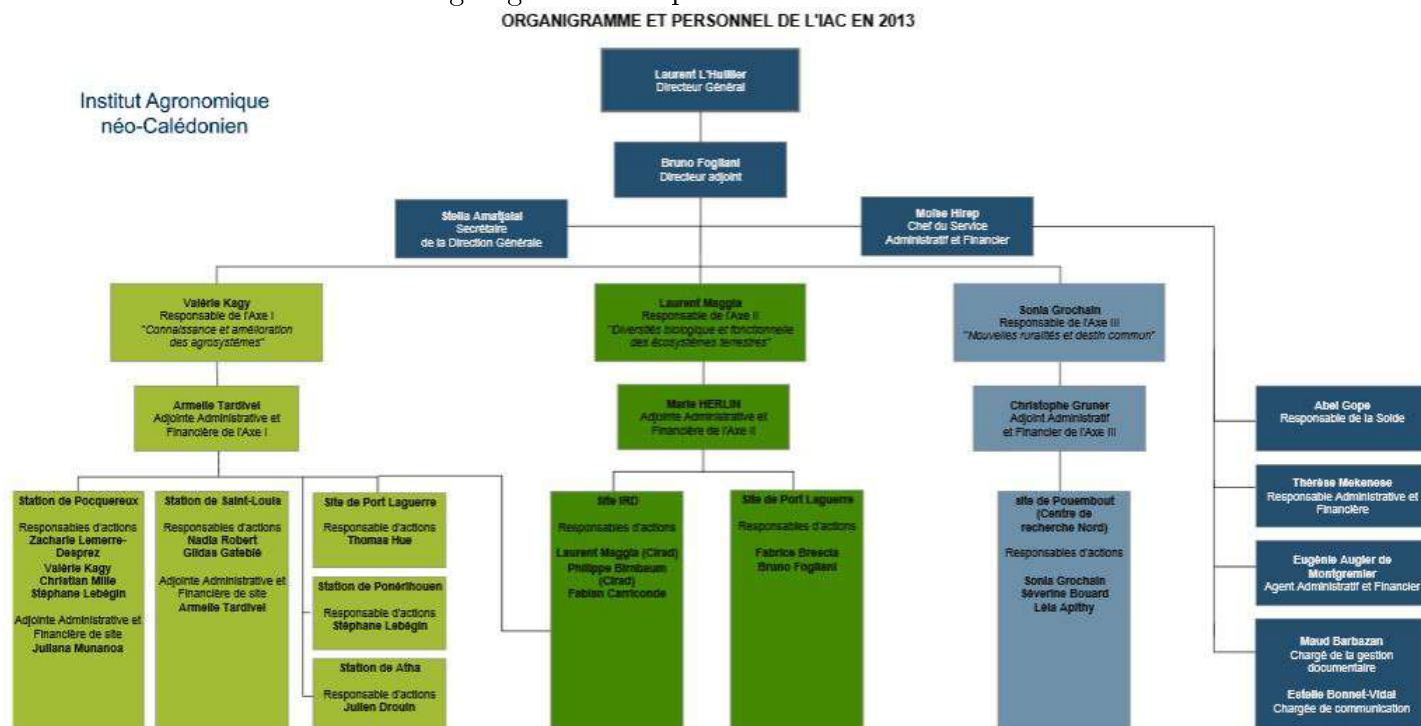 ORGANIGRAMME ET PERSONNEL DE L'IAC EN 2013
Institut Agronomique
néo-Calédonien
Laurent L'Huillier
Directeur Général
Bruno Fogliani
Directeur adjoint
Stella Amatjalal
Secrétaire
de la Direction Générale
Moïse Hirep
Chef du Service
Administratif et Financier
Valérie Kagy
Responsable de l'Axe I
"Connaissance et amélioration
des agrosystèmes"
Laurent Maggia
Responsable de l'Axe II
"Diversités biologique et fonctionnelle
des écosystèmes terrestres"
Sonia Grochain
Responsable de l'Axe III
"Nouvelles ruralités et destin commun"
Armelle Tardivel
Adjointe Administrative et
Financière de l'Axe I
Marie HERLIN
Adjointe Administrative et
Financière de l'Axe II
Christophe Gruner
Adjoint Administratif
et Financier de l'Axe III
Station de Pocquereux
Responsables d'actions
Zacharie Lemerre-
Desprez
Valérie Kagy
Christian Mille
Stéphane Lebégin
Adjointe Administrative et
Financière de site
Juliana Munanoa
Station de Saint-Louis
Responsables d'actions
Nadia Robert
Gildas Gateblé
Adjointe Administrative et
Financière de site
Armelle Tardivel
Site de Port Laguerre
Responsable d'actions
Thomas Hue
Station de Ponérihouen
Responsable d'actions
Stéphane Lebégin
Station de Atha
Responsable d'actions
Julien Drouin
Site IRD
Responsables d'actions
Laurent Maggia (Cirad)
Philippe Birnbaum
(Cirad)
Fabian Carriconde
Site de Port Laguerre
Responsables d'actions
Fabrice Brescia
Bruno Fogliani
site de Pouembout
(Centre de
recherche Nord)
Responsables d'actions
Sonia Grochain
Séverine Bouard
Léïa Apithy
Abel Gope
Responsable de la Solde
Thérèse Mekenese
Responsable Administrative et
Financière
Eugénie Augier de
Montgremier
Agent Administratif et Financier
Maud Barbazan
Chargé de la gestion
documentaire
Estelle Bonnet-Vidal
Chargée de communication